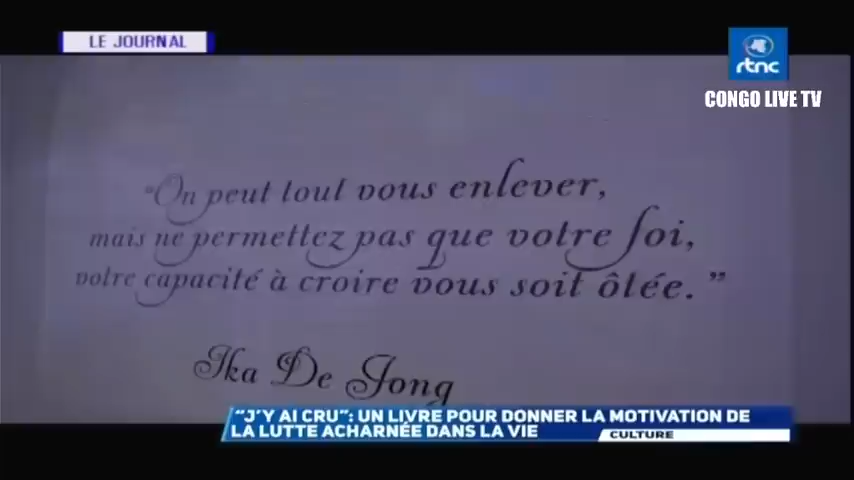 LE JOURNAL
rtnc
CONGO LIVE TV
"On peut tout vous enlever,
mais ne permettez pas que votre foi,
votre capacité à croire vous soit ôtée."
Ika De Jong
"J'Y AI CRU": UN LIVRE POUR DONNER LA MOTIVATION DE
LA LUTTE ACHARNÉE DANS LA VIE
CULTURE